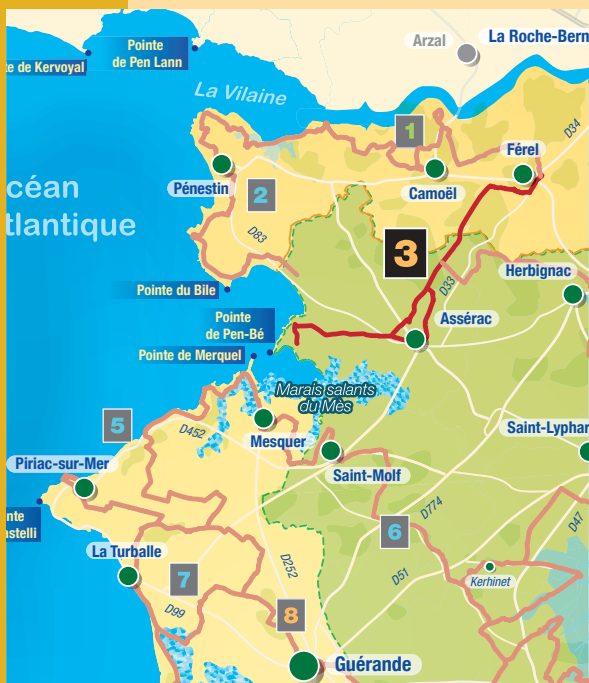 Arzal
La Roche-Bern
Pointe
de Pen Lann
te de Kervoyal
La Vilaine
1
D34
Férel
céan
tlantique
Pénestin
2
Camoël
D83
3
Herbignac
D33
Pointe du Bile
Pointe
de Pen-Bé
Assérac
Pointe de Merquel
Marais salants
du Mès
5
D452
Mesquer
Saint-Lyphar
Piriac-sur-Mer
Saint-Molf
nte
astelli
D774
6
D47
La Turballe
D252
7
D51
Kerhinet
D99
8
Guérande